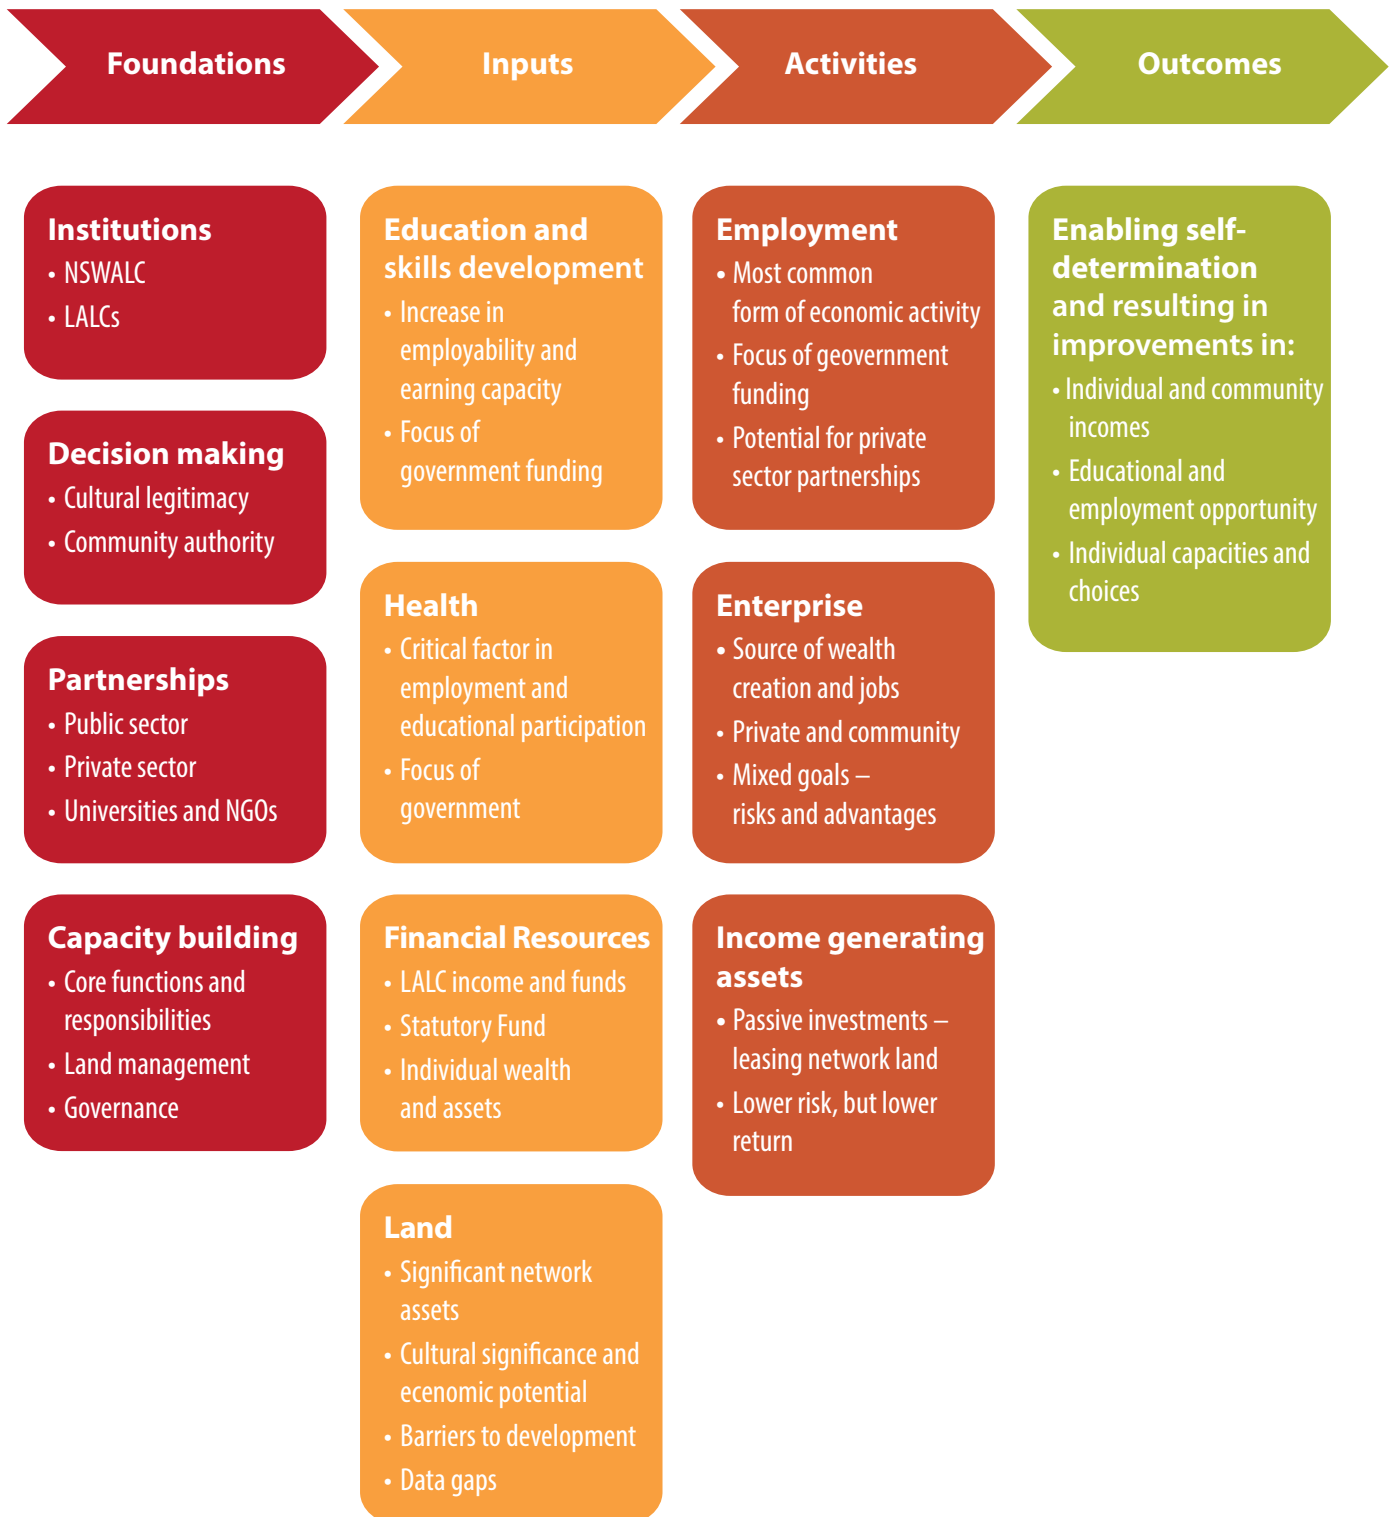 Foundations
Inputs
Activities
Outcomes
Institutions
• NSWALC
• LALCs
Decision making
• Cultural legitimacy
• Community authority
Partnerships
• Public sector
• Private sector
• Universities and NGOs
Capacity building
• Core functions and
responsibilities
• Land management
• Governance
Education and
skills development
• Increase in
employability and
earning capacity
• Focus of
government funding
Health
• Critical factor in
employment and
educational participation
• Focus of
government
Financial Resources
• LALC income and funds
• Statutory Fund
• Individual wealth
and assets
Land
• Significant network
assets
• Cultural significance and
ecenomic potential
• Barriers to development
• Data gaps
Employment
• Most common
form of economic activity
• Focus of geovernment
funding
• Potential for private
sector partnerships
Enterprise
• Source of wealth
creation and jobs
• Private and community
• Mixed goals –
risks and advantages
Income generating
assets
• Passive investments –
leasing network land
• Lower risk, but lower
return
Enabling self-
determination
and resulting in
improvements in:
• Individual and community
incomes
• Educational and
employment opportunity
• Individual capacities and
choices